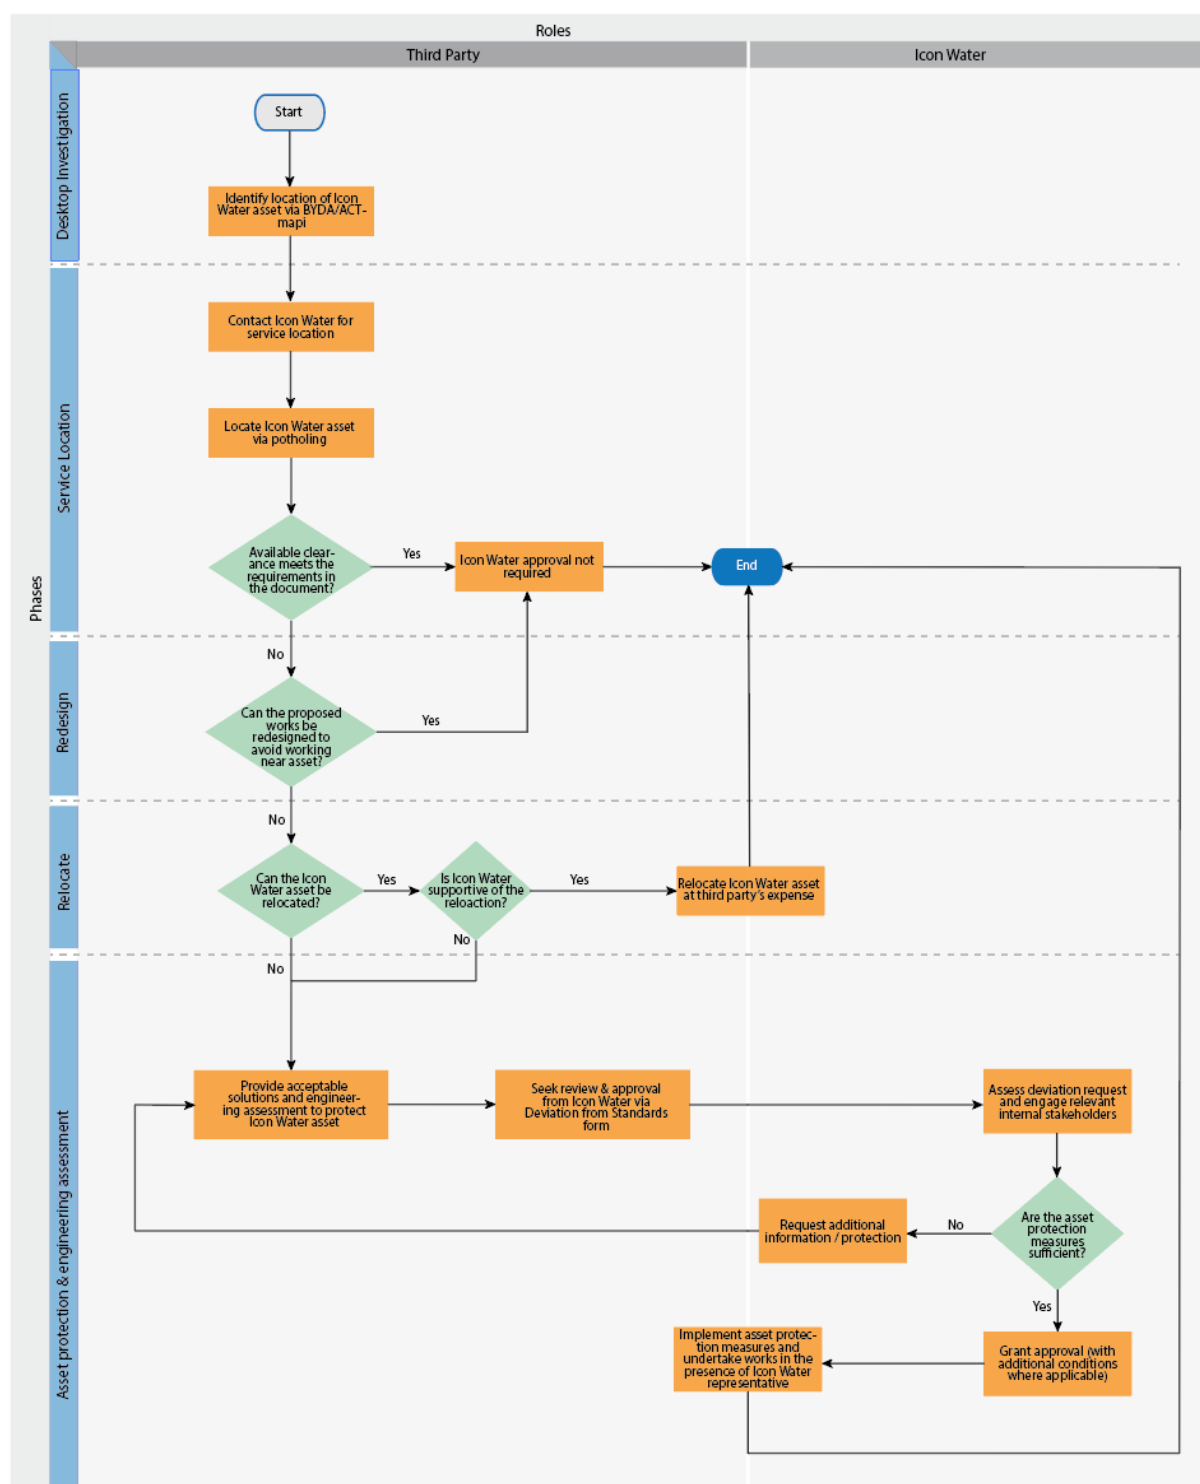 Roles
Third Party
Icon Water
Phases
Desktop Investigation
Start
Identify location of Icon
Water asset via BYDA/ACT-
mapi
Service Location
Contact Icon Water for
service location
Locate Icon Water asset
via potholing
Available clear-
ance meets the
requirements in
the document?
Yes
Icon Water approval not
required
End
No
Redesign
Can the proposed
works be
redesigned to
avoid working
near asset?
Yes
No
Relocate
Can the Icon
Water asset be
relocated?
Yes
Is Icon Water
supportive of the
reloaction?
Yes
Relocate Icon Water asset
at third party's expense
No
No
Asset protection & engineering assessment
Provide acceptable
solutions and engineer-
ing assessment to protect
Icon Water asset
Seek review & approval
from Icon Water via
Deviation from Standards
form
Assess deviation request
and engage relevant
internal stakeholders
Are the asset
protection
measures
sufficient?
No
Request additional
information / protection
Yes
Grant approval (with
additional conditions
where applicable)
Implement asset protec-
tion measures and
undertake works in the
presence of Icon Water
representative